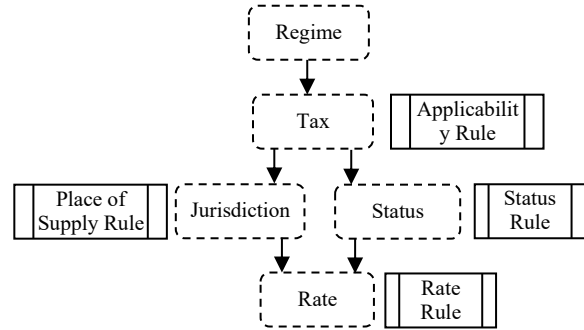 Regime
Tax
Applicabilit
y Rule
Place of
Supply Rule
Jurisdiction
Status
Status
Rule
Rate
Rate
Rule